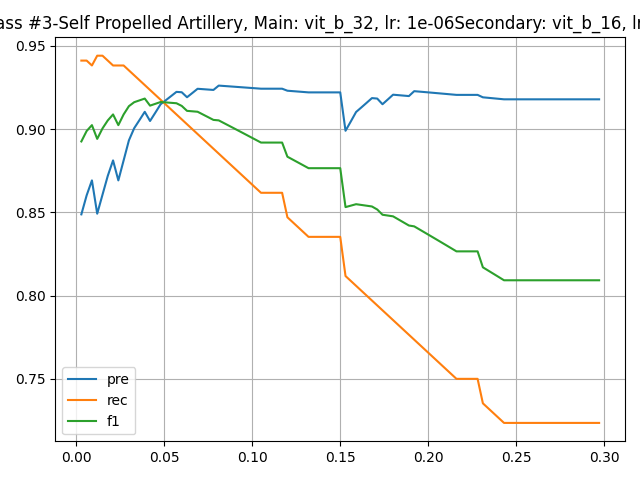 ass #3-Self Propelled Artillery, Main: vit_b_32, lr: 1e-06Secondary: vit_b_16, lr
0.95
0.90
0.85
0.80
0.75
pre
rec
f1
0.00 0.05 0.10 0.15 0.20 0.25 0.30